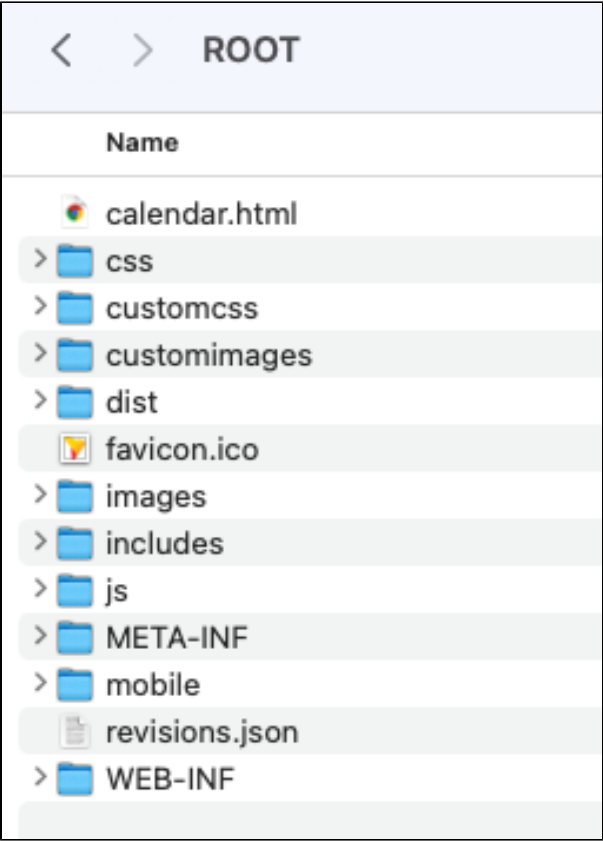 ROOT
Name
calendar.html
css
customcss
customimages
dist
favicon.ico
images
includes
js
META-INF
mobile
revisions.json
WEB-INF